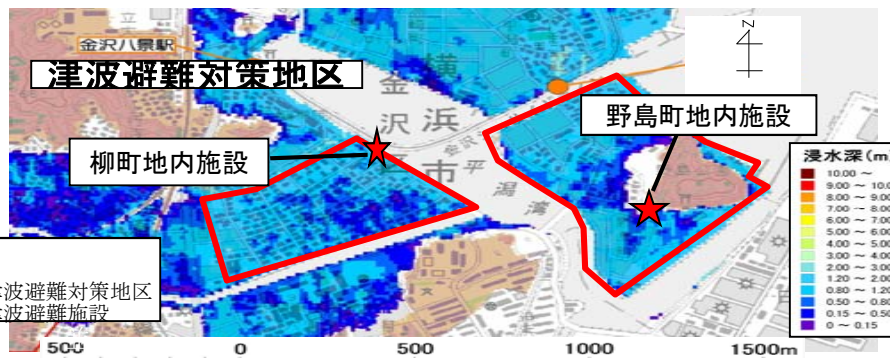 金沢八景駅
津波避難対策地区
N
横
金浜
沢市
金沢
平潟湾
柳町地内施設
野島町地内施設
浸水深(m
10.00 ～
9.00 ～ 10.0
8.00 ～ 9.00
7.00 ～ 8.00
6.00 ～ 7.00
5.00 ～ 6.00
4.00 ～ 5.00
3.00 ～ 4.00
2.00 ～ 3.00
1.20 ～ 2.00
0.80 ～ 1.20
0.50 ～ 0.80
0.15 ～ 0.50
0 ～ 0.15
津波避難対策地区
津波避難施設
500 0 500 1000 1500m